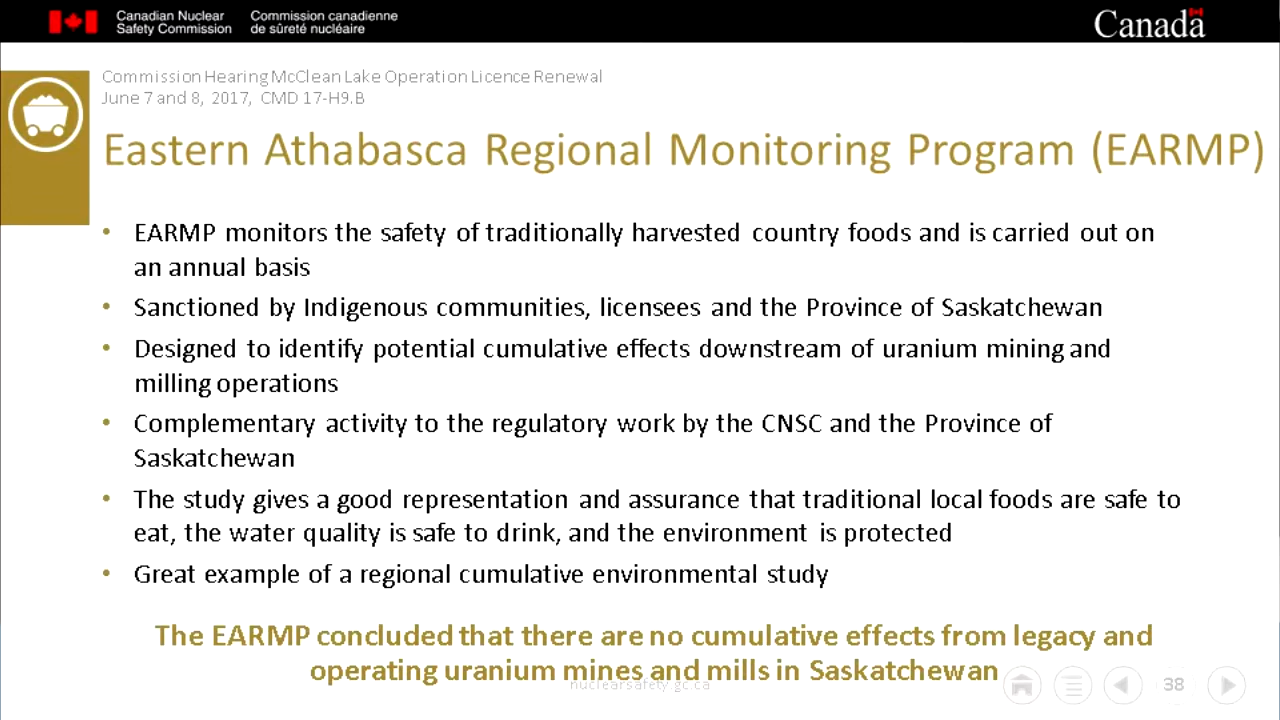 Canadian Nuclear Safety Commission
Commission canadienne de sûreté nucléaire
Canada
Commission Hearing McClean Lake Operation Licence Renewal
June 7 and 8, 2017, CMD 17-H9.B
Eastern Athabasca Regional Monitoring Program (EARMP)
• EARMP monitors the safety of traditionally harvested country foods and is carried out on
an annual basis
• Sanctioned by Indigenous communities, licensees and the Province of Saskatchewan
• Designed to identify potential cumulative effects downstream of uranium mining and
milling operations
• Complementary activity to the regulatory work by the CNSC and the Province of
Saskatchewan
• The study gives a good representation and assurance that traditional local foods are safe to
eat, the water quality is safe to drink, and the environment is protected
• Great example of a regional cumulative environmental study
The EARMP concluded that there are no cumulative effects from legacy and
operating uranium mines and mills in Saskatchewan
nuclearsafety.gc.ca
38